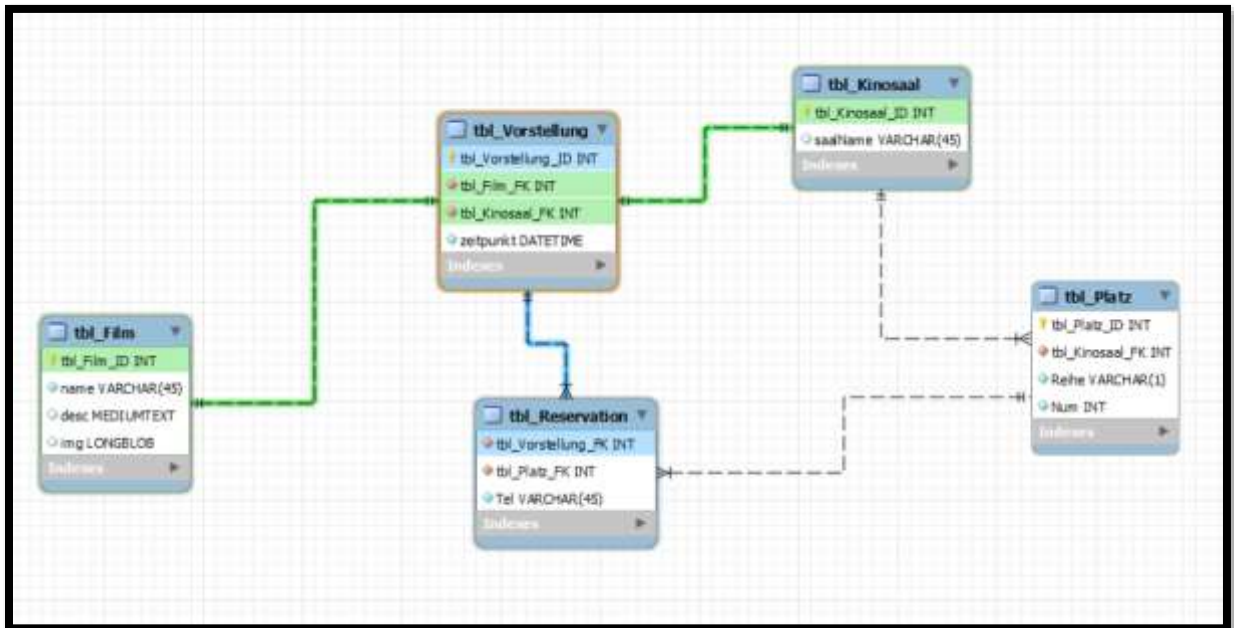 tbl_Kinosaal
tbl_Kinosaal_ID INT
saalName VARCHAR(45)
Indexes
tbl_Vorstellung
tbl_Vorstellung_ID INT
tbl_Film_FK INT
tbl_Kinosaal_FK INT
zeitpunkt DATETIME
Indexes
tbl_Platz
tbl_Platz_ID INT
tbl_Kinosaal_FK INT
Reihe VARCHAR(1)
Num INT
Indexes
tbl_Film
tbl_Film_ID INT
name VARCHAR(45)
desc MEDIUMTEXT
img LONGBLOB
Indexes
tbl_Reservation
tbl_Vorstellung_FK INT
tbl_Platz_FK INT
Tel VARCHAR(45)
Indexes